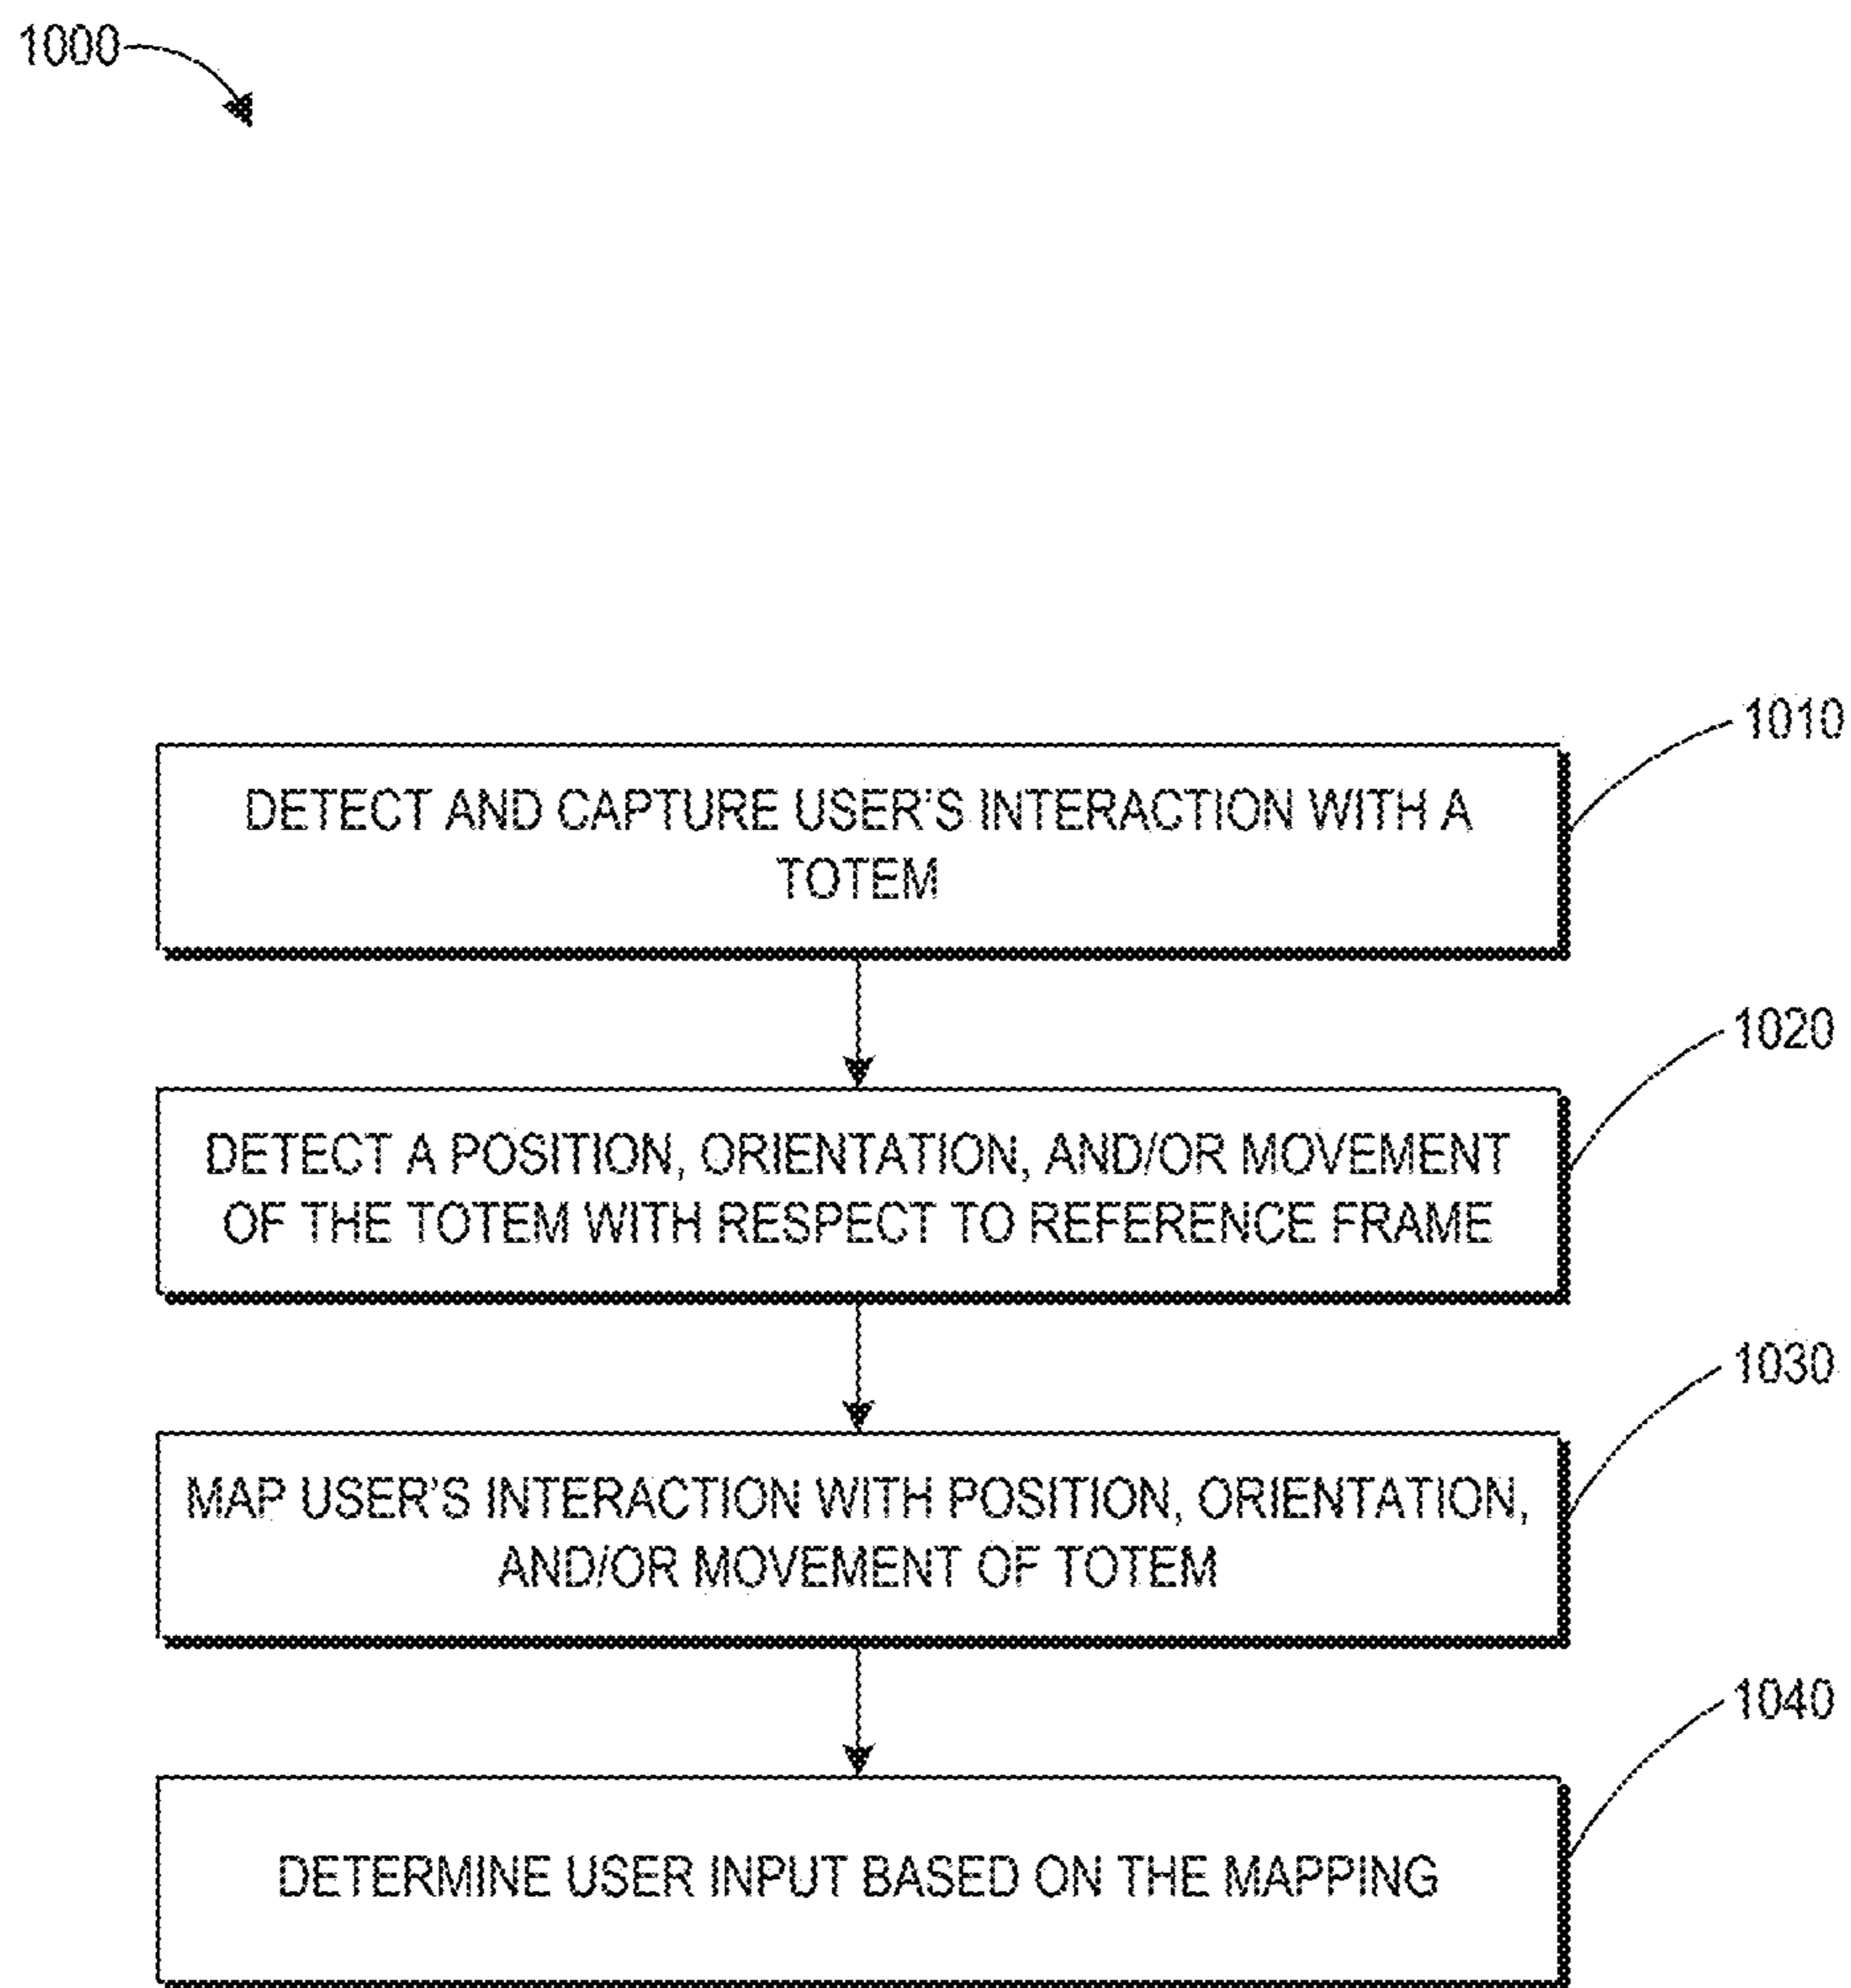 1000
1010
DETECT AND CAPTURE USER'S INTERACTION WITH A
TOTEM
1020
DETECT A POSITION, ORIENTATION, AND/OR MOVEMENT
OF THE TOTEM WITH RESPECT TO REFERENCE FRAME
1030
MAP USER'S INTERACTION WITH POSITION, ORIENTATION,
AND/OR MOVEMENT OF TOTEM
1040
DETERMINE USER INPUT BASED ON THE MAPPING